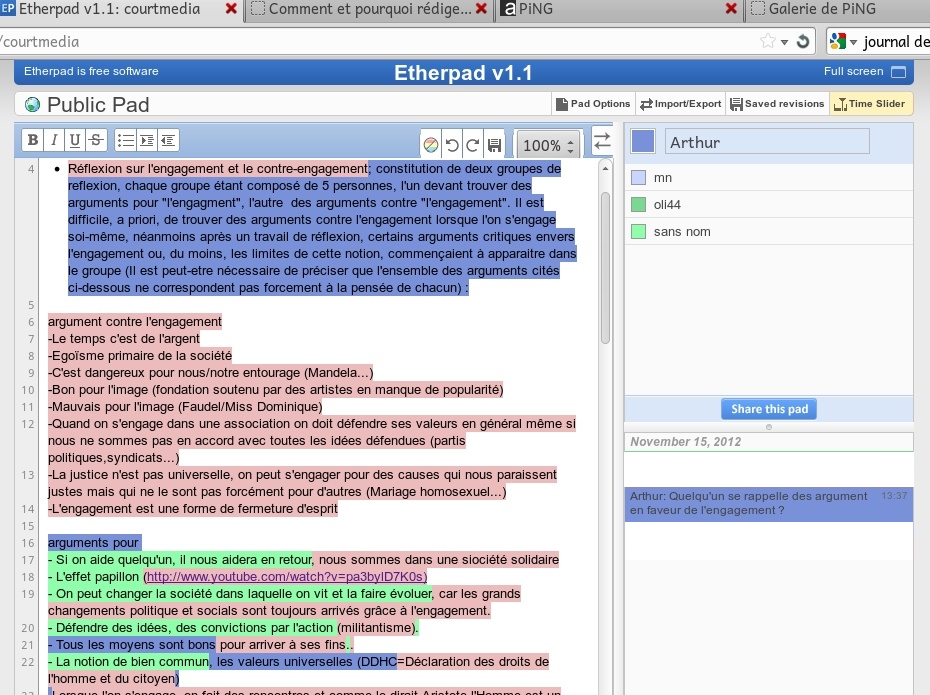 EP Etherpad v1.1: courtmedia
Comment et pourquoi rédige...
a PiNG
Galerie de PiNG
/courtmedia
journal de
Etherpad is free software
Etherpad v1.1
Full screen
Public Pad
Pad Options
Import/Export
Saved revisions
Time Slider
B I U S
100%
4
Réflexion sur l'engagement et le contre-engagement; constitution de deux groupes de
reflexion, chaque groupe étant composé de 5 personnes, l'un devant trouver des
arguments pour "l'engagment", l'autre des arguments contre "l'engagement". Il est
difficile, a priori, de trouver des arguments contre l'engagement lorsque l'on s'engage
soi-même, néanmoins après un travail de réflexion, certains arguments critiques envers
l'engagement ou, du moins, les limites de cette notion, commençaient à apparaitre dans
le groupe (Il est peut-etre nécessaire de préciser que l'ensemble des arguments cités
ci-dessous ne correspondent pas forcement à la pensée de chacun) :
5
6 argument contre l'engagement
7 -Le temps c'est de l'argent
8 -Egoïsme primaire de la société
9 -C'est dangereux pour nous/notre entourage (Mandela...)
10 -Bon pour l'image (fondation soutenu par des artistes en manque de popularité)
11 -Mauvais pour l'image (Faudel/Miss Dominique)
12 -Quand on s'engage dans une association on doit défendre ses valeurs en général même si
nous ne sommes pas en accord avec toutes les idées défendues (partis
politiques,syndicats...)
13 -La justice n'est pas universelle, on peut s'engager pour des causes qui nous paraissent
justes mais qui ne le sont pas forcément pour d'autres (Mariage homosexuel...)
14 -L'engagement est une forme de fermeture d'esprit
15
16 arguments pour
17 - Si on aide quelqu'un, il nous aidera en retour, nous sommes dans une siociété solidaire
18 - L'effet papillon (http://www.youtube.com/watch?v=pa3byID7K0s)
19 - On peut changer la société dans laquelle on vit et la faire évoluer, car les grands
changements politique et socials sont toujours arrivés grâce à l'engagement.
20 - Défendre des idées, des convictions par l'action (militantisme).
21 - Tous les moyens sont bons pour arriver à ses fins..
22 - La notion de bien commun, les valeurs universelles (DDHC=Déclaration des droits de
l'homme et du citoyen)
Lorsque l'on s'engage, on fait des rencontres et comme le dirait Aristote l'Homme est un
Arthur
mn
oli44
sans nom
Share this pad
November 15, 2012
Arthur: Quelqu'un se rappelle des argument 13:37
en faveur de l'engagement ?